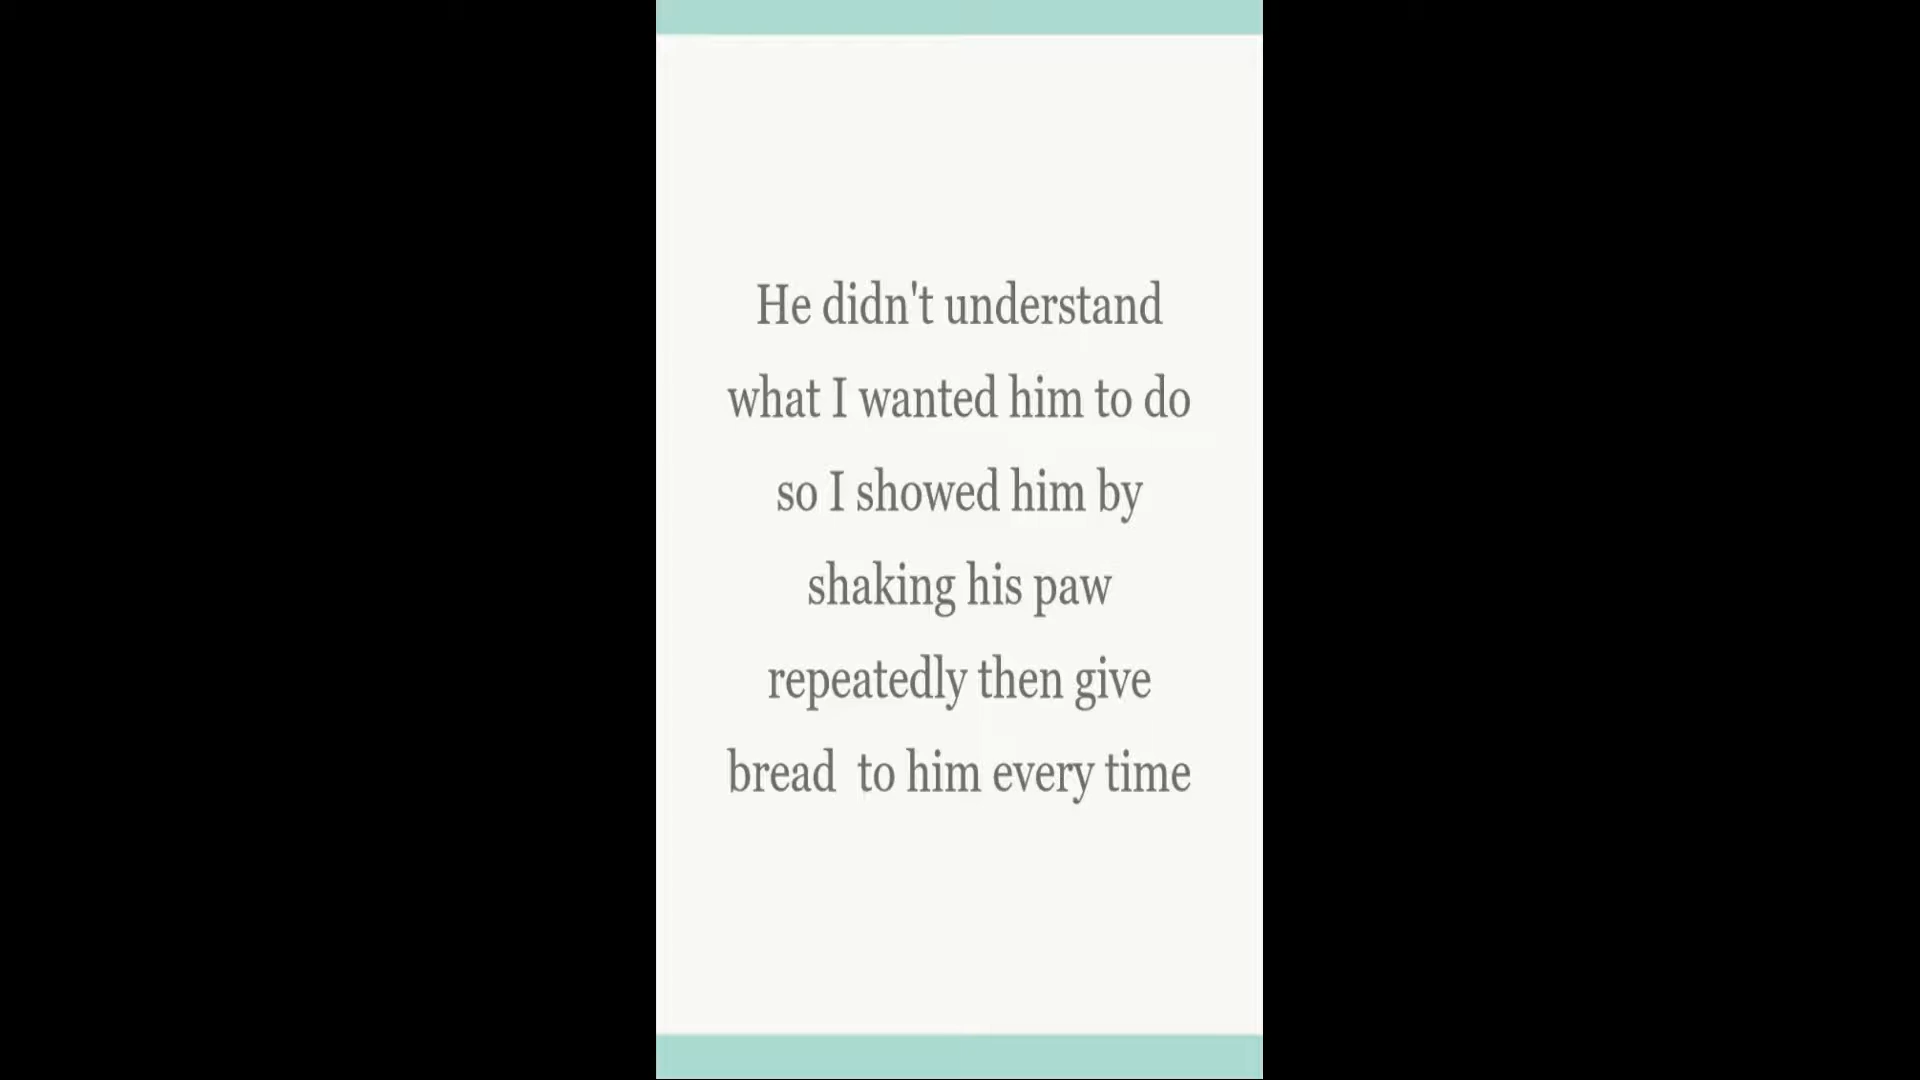 He didn't understand
what I wanted him to do
so I showed him by
shaking his paw
repeatedly then give
bread  to him every time